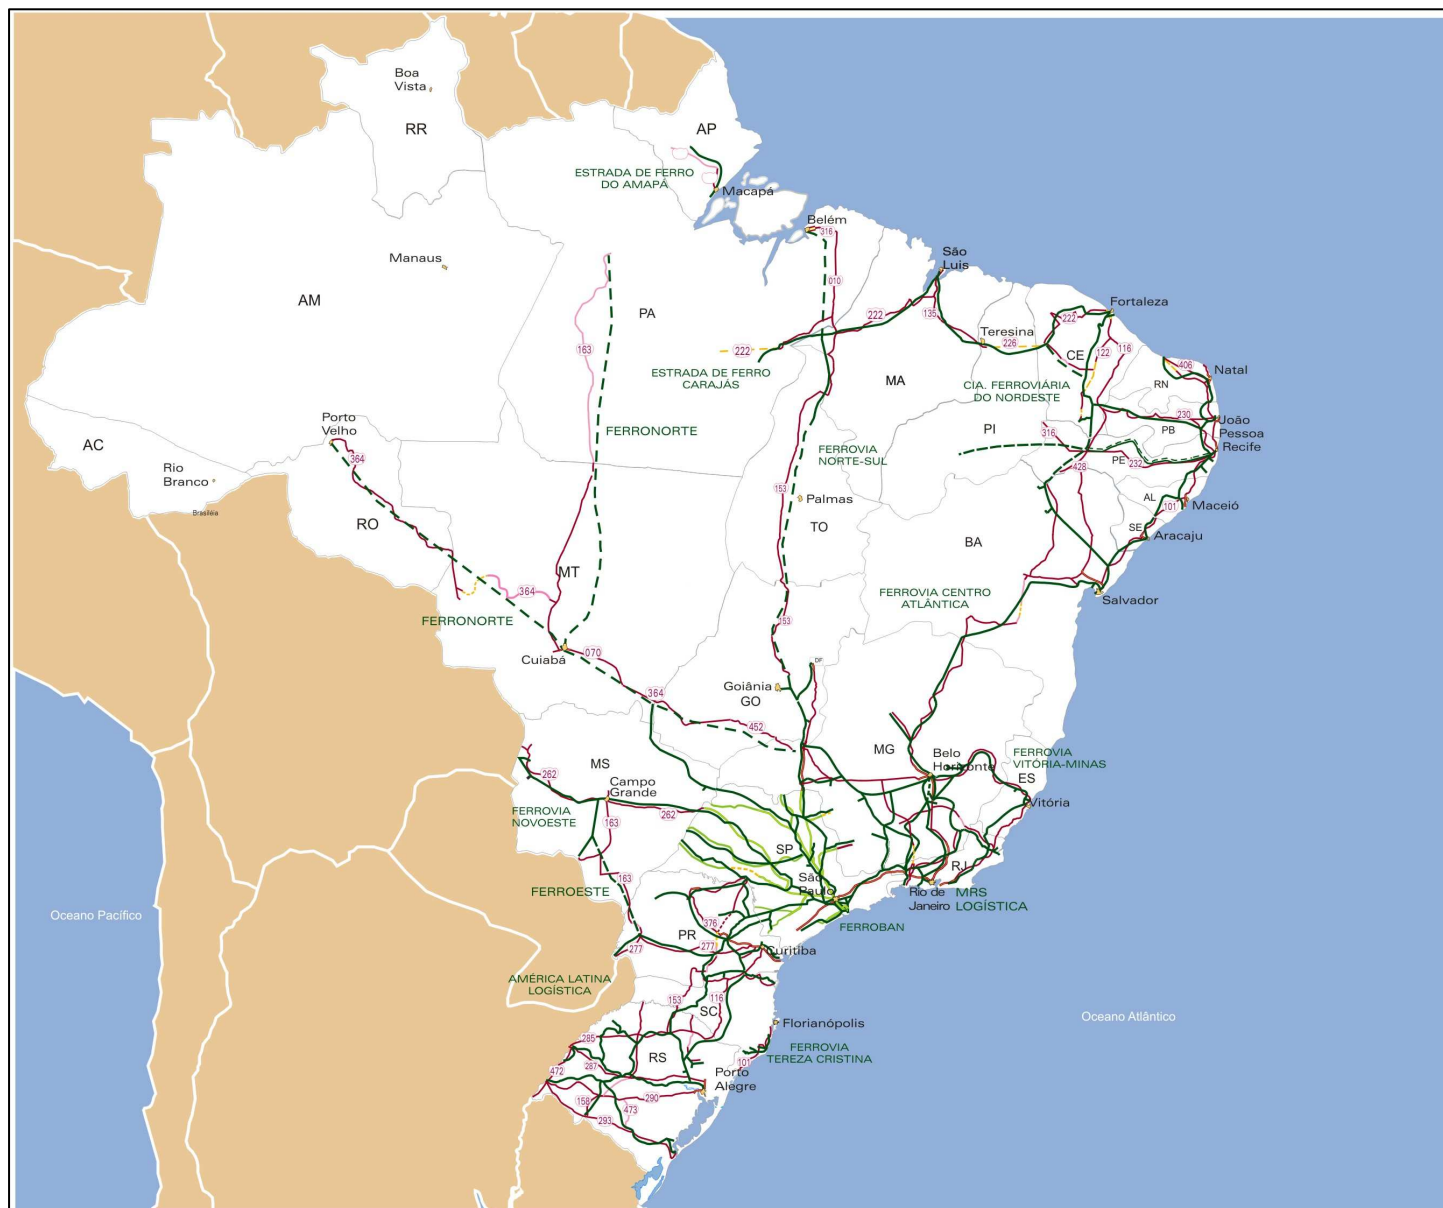 Boa
Vista
RR
AP
ESTRADA DE FERRO
DO AMAPÁ
Macapá
Belém
316
Manaus
São
Luis
010
AM
PA
Fortaleza
222
135
222
Teresina
226
116
163
222
CE
122
406
Natal
ESTRADA DE FERRO
CARAJÁS
MA
CIA. FERROVIÁRIA
DO NORDESTE
RN
Porto
Velho
FERRONORTE
PI
316
230
PB
João
Pessoa
Recife
AC
364
FERROVIA
NORTE-SUL
PE
232
428
Rio
Branco
153
Palmas
AL
101
Maceió
Brasiléia
RO
TO
SE
Aracaju
BA
MT
364
FERROVIA CENTRO
ATLÂNTICA
Salvador
FERRONORTE
153
Cuiabá
070
DF
Goiânia
GO
364
452
MG
Belo
Horizonte
FERROVIA
VITÓRIA-MINAS
MS
262
Campo
Grande
ES
Vitória
FERROVIA
NOVOESTE
163
262
SP
RJ
São
Paulo
163
FERROESTE
Rio de
Janeiro
MRS
LOGÍSTICA
Oceano Pacífico
376
FERROBAN
PR
277
277
Curitiba
AMÉRICA LATINA
LOGÍSTICA
153
116
SC
Oceano Atlântico
Florianópolis
285
FERROVIA
TEREZA CRISTINA
RS
101
287
472
Porto
Alegre
158
290
473
293